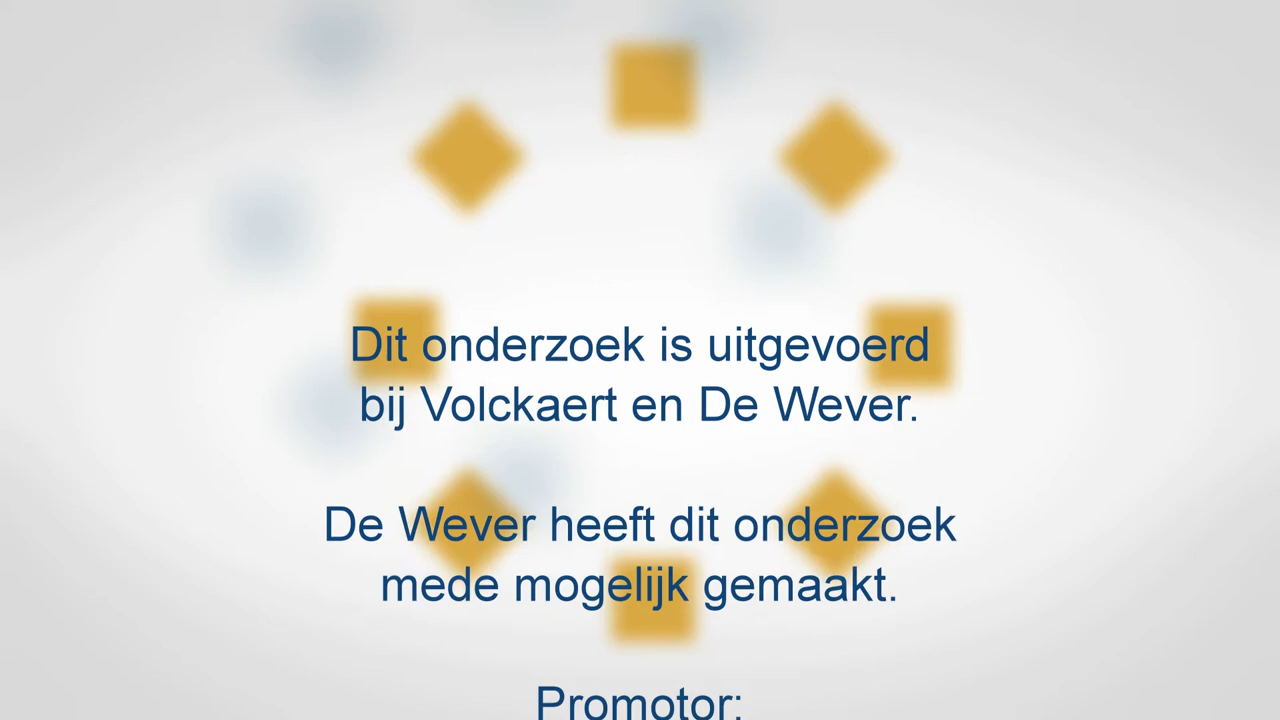 Dit onderzoek is uitgevoerd
bij Volckaert en De Wever.
De Wever heeft dit onderzoek
mede mogelijk gemaakt.
Promotor: